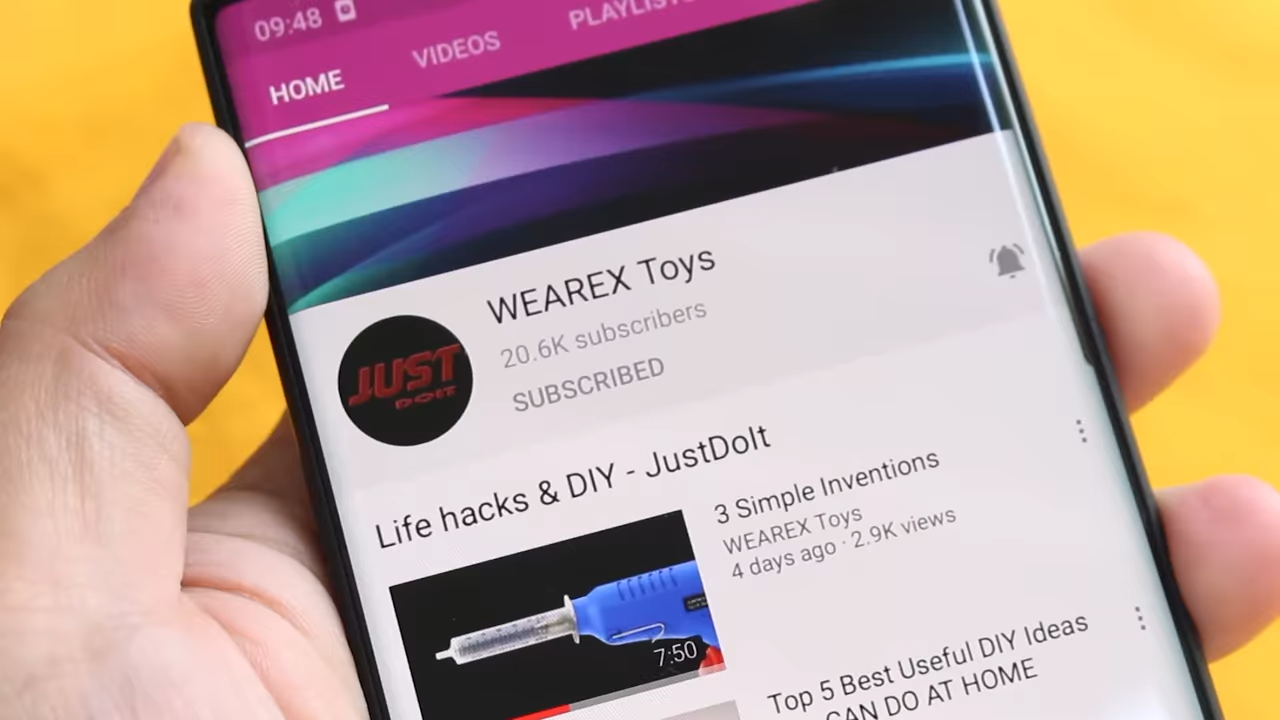 09:48
HOME
VIDEOS
PLAYLISTS
WEAREX Toys
20.6K subscribers
SUBSCRIBED
JUST
DOIT
Life hacks & DIY - JustDoIt
3 Simple Inventions
WEAREX Toys
4 days ago · 2.9K views
7:50
Top 5 Best Useful DIY Ideas
CAN DO AT HOME